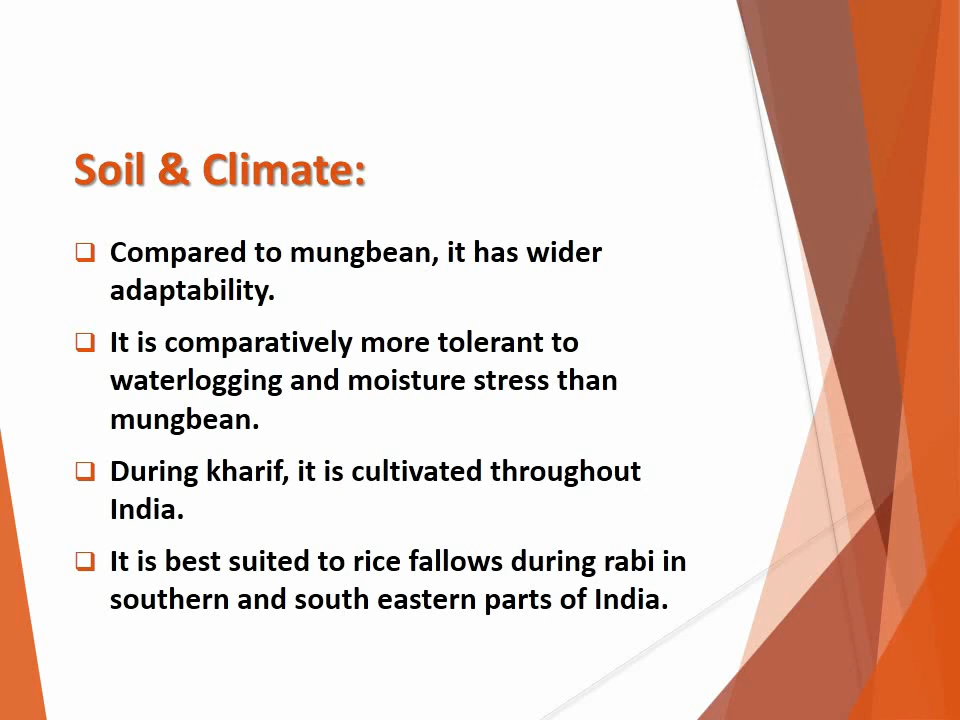 Soil & Climate:
Compared to mungbean, it has wider
adaptability.
It is comparatively more tolerant to
waterlogging and moisture stress than
mungbean.
During kharif, it is cultivated throughout
India.
It is best suited to rice fallows during rabi in
southern and south eastern parts of India.